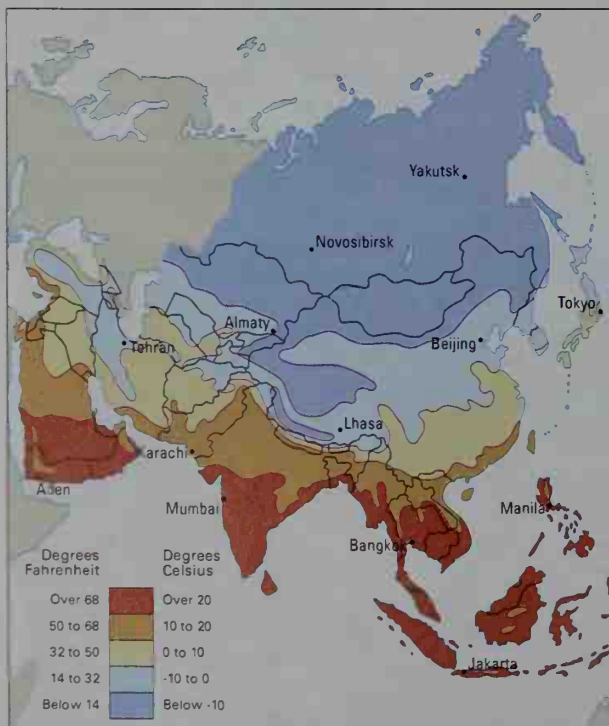 Yakutsk
Novosibirsk
Tokyo
Almaty
Beijing
Tehran
Lhasa
Karachi
Aden
Mumbai
Manila
Bangkok
Jakarta
Degrees Fahrenheit
Degrees Celsius
Over 68
Over 20
50 to 68
10 to 20
32 to 50
0 to 10
14 to 32
-10 to 0
Below 14
Below -10